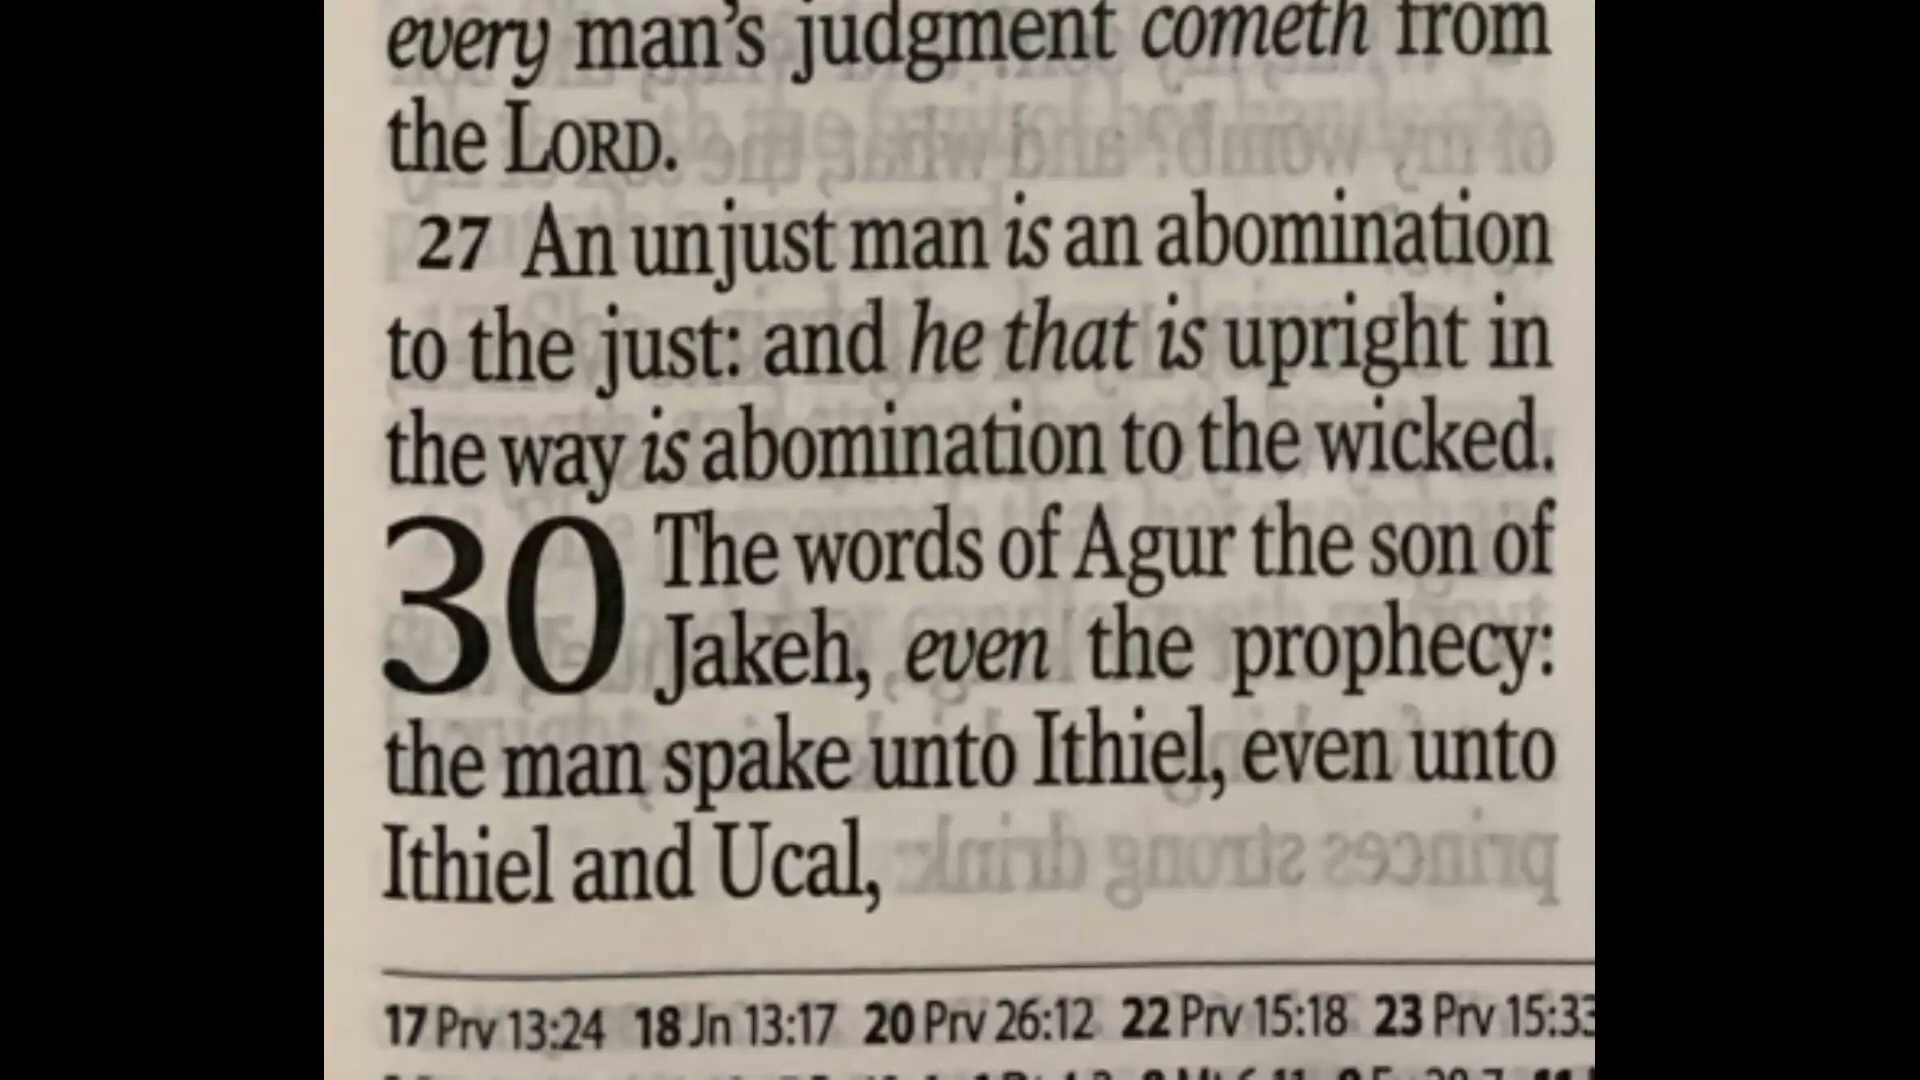 every man's judgment cometh from
the LORD.
27 An unjust man is an abomination
to the just: and he that is upright in
the way is abomination to the wicked.
30 The words of Agur the son of
Jakeh, even the prophecy:
the man spake unto Ithiel, even unto
Ithiel and Ucal,
17 Prv 13:24 18 Jn 13:17 20 Prv 26:12 22 Prv 15:18 23 Prv 15:33